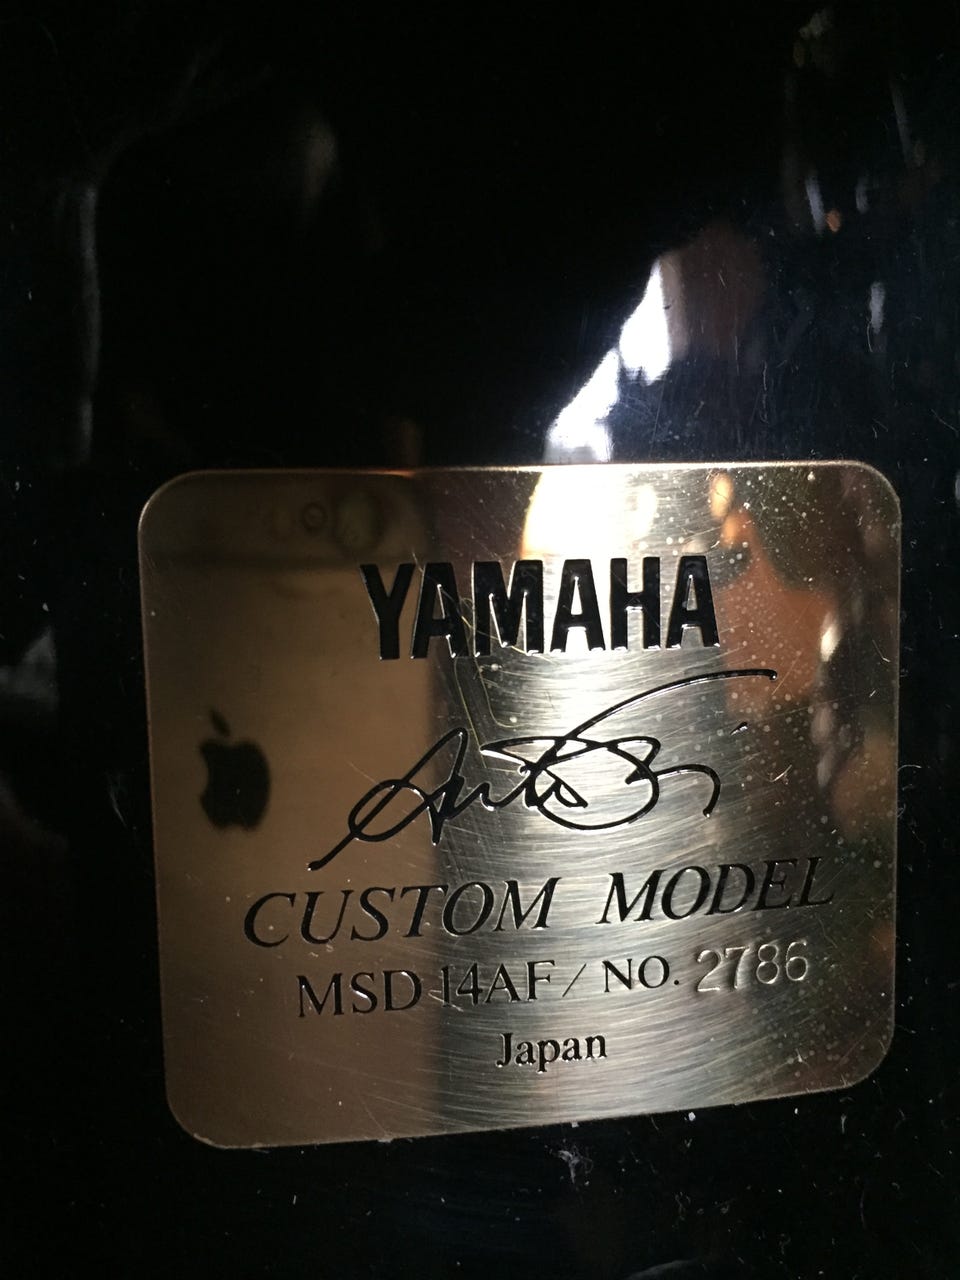 YAMAHA
CUSTOM MODEL
MSD 14AF / NO. 2786
Japan